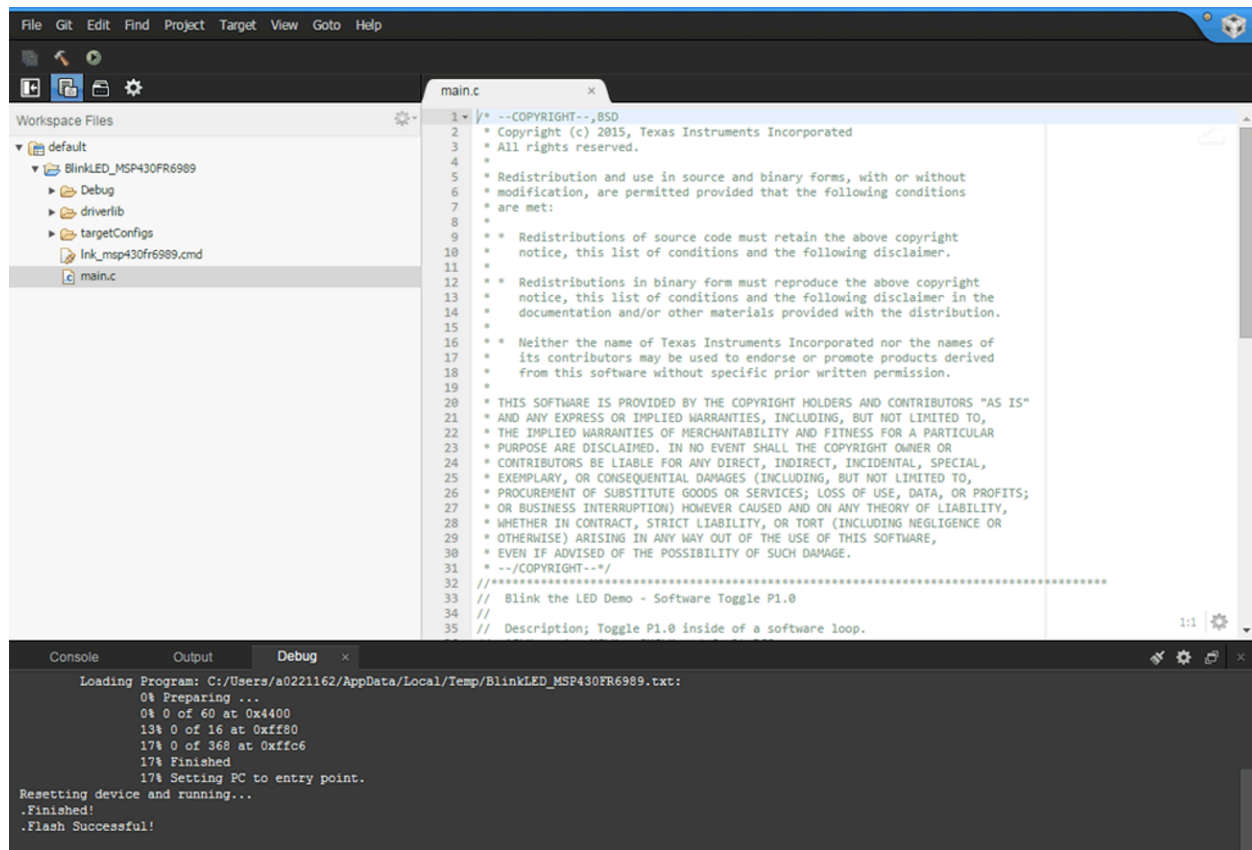 File Git Edit Find Project Target View Goto Help
main.c ×
Workspace Files
default
BlinkLED_MSP430FR6989
Debug
driverlib
targetConfigs
lnk_msp430fr6989.cmd
main.c
1 /* --COPYRIGHT--,BSD
2 * Copyright (c) 2015, Texas Instruments Incorporated
3 * All rights reserved.
4 *
5 * Redistribution and use in source and binary forms, with or without
6 * modification, are permitted provided that the following conditions
7 * are met:
8 *
9 * * Redistributions of source code must retain the above copyright
10 * notice, this list of conditions and the following disclaimer.
11 *
12 * * Redistributions in binary form must reproduce the above copyright
13 * notice, this list of conditions and the following disclaimer in the
14 * documentation and/or other materials provided with the distribution.
15 *
16 * * Neither the name of Texas Instruments Incorporated nor the names of
17 * its contributors may be used to endorse or promote products derived
18 * from this software without specific prior written permission.
19 *
20 * THIS SOFTWARE IS PROVIDED BY THE COPYRIGHT HOLDERS AND CONTRIBUTORS "AS IS"
21 * AND ANY EXPRESS OR IMPLIED WARRANTIES, INCLUDING, BUT NOT LIMITED TO,
22 * THE IMPLIED WARRANTIES OF MERCHANTABILITY AND FITNESS FOR A PARTICULAR
23 * PURPOSE ARE DISCLAIMED. IN NO EVENT SHALL THE COPYRIGHT OWNER OR
24 * CONTRIBUTORS BE LIABLE FOR ANY DIRECT, INDIRECT, INCIDENTAL, SPECIAL,
25 * EXEMPLARY, OR CONSEQUENTIAL DAMAGES (INCLUDING, BUT NOT LIMITED TO,
26 * PROCUREMENT OF SUBSTITUTE GOODS OR SERVICES; LOSS OF USE, DATA, OR PROFITS;
27 * OR BUSINESS INTERRUPTION) HOWEVER CAUSED AND ON ANY THEORY OF LIABILITY,
28 * WHETHER IN CONTRACT, STRICT LIABILITY, OR TORT (INCLUDING NEGLIGENCE OR
29 * OTHERWISE) ARISING IN ANY WAY OUT OF THE USE OF THIS SOFTWARE,
30 * EVEN IF ADVISED OF THE POSSIBILITY OF SUCH DAMAGE.
31 * --/COPYRIGHT--*/
32 //****************************************************************************************
33 // Blink the LED Demo - Software Toggle P1.0
34 //
35 // Description; Toggle P1.0 inside of a software loop.
1:1
Console Output Debug ×
Loading Program: C:/Users/a0221162/AppData/Local/Temp/BlinkLED_MSP430FR6989.txt:
0% Preparing ...
0% 0 of 60 at 0x4400
13% 0 of 16 at 0xff80
17% 0 of 368 at 0xffc6
17% Finished
17% Setting PC to entry point.
Resetting device and running...
.Finished!
.Flash Successful!